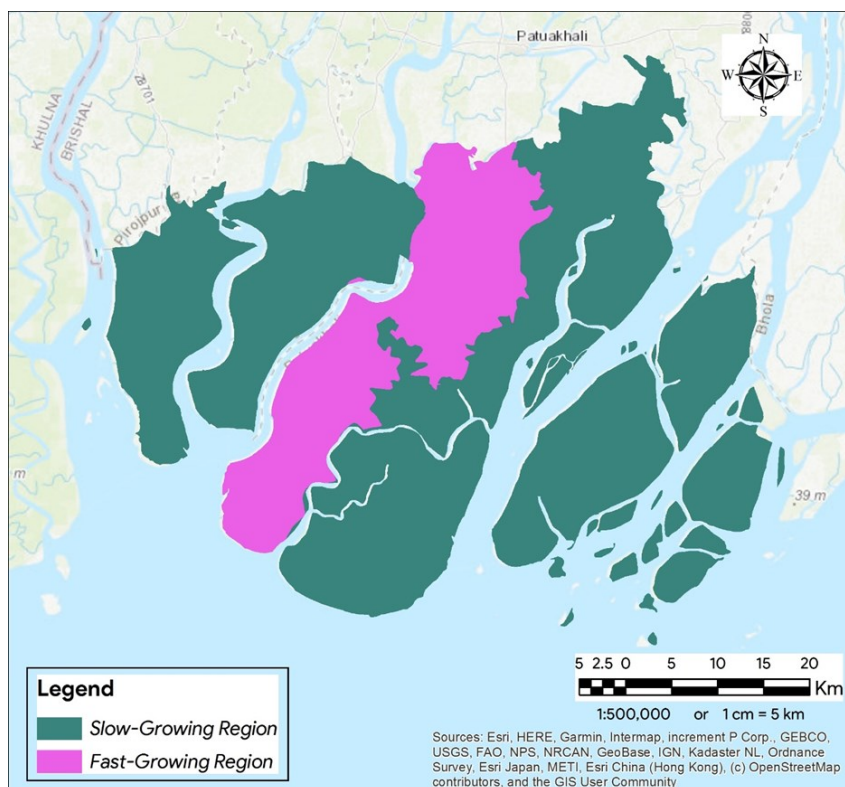 Patuakhali
8800
N
W
E
S
Z8701
KHULNA
BRISHAL
Pirojpur
Bhola
m
39 m
5 2.5 0 5 10 15 20
Km
1:500,000 or 1 cm = 5 km
Legend
Slow-Growing Region
Fast-Growing Region
Sources: Esri, HERE, Garmin, Intermap, increment P Corp., GEBCO,
USGS, FAO, NPS, NRCAN, GeoBase, IGN, Kadaster NL, Ordnance
Survey, Esri Japan, METI, Esri China (Hong Kong), (c) OpenStreetMap
contributors, and the GIS User Community